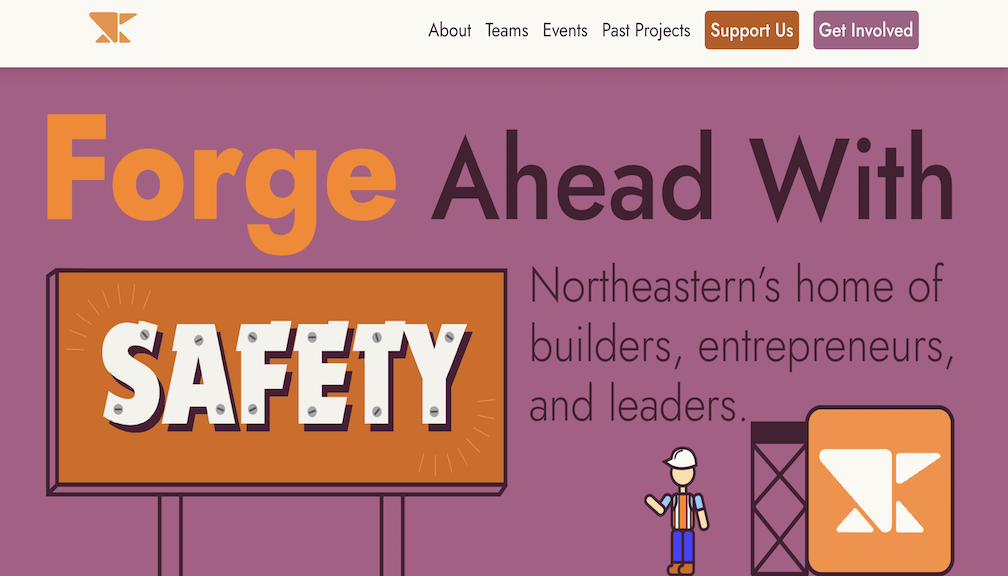 About Teams Events Past Projects Support Us Get Involved
Forge Ahead With
SAFETY
Northeastern’s home of
builders, entrepreneurs,
and leaders.